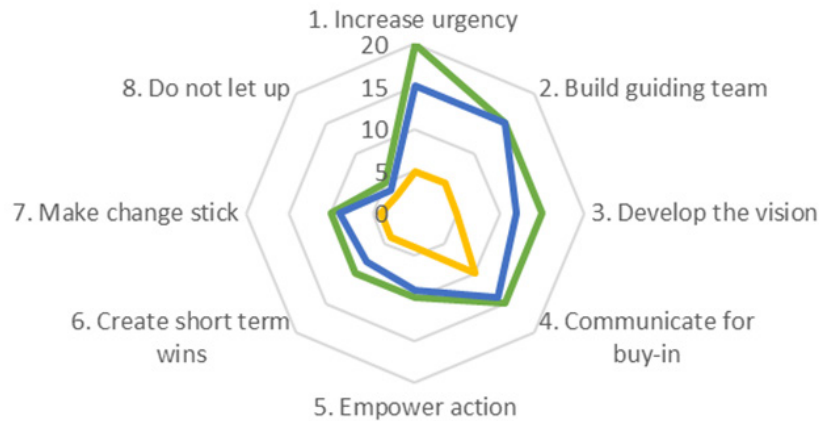 1. Increase urgency
20
8. Do not let up
15
2. Build guiding team
10
5
7. Make change stick
0
3. Develop the vision
6. Create short term
wins
4. Communicate for
buy-in
5. Empower action